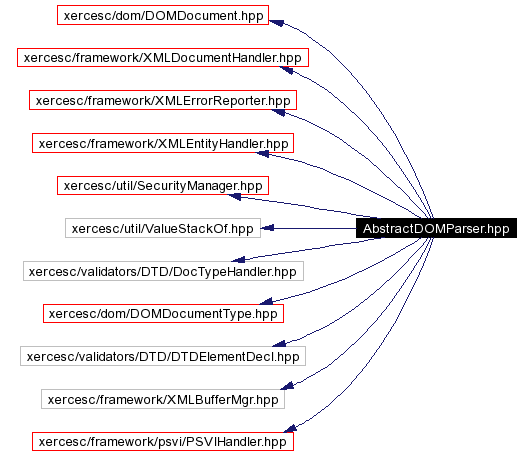 xercesc/dom/DOMDocument.hpp
xercesc/framework/XMLDocumentHandler.hpp
xercesc/framework/XMLErrorReporter.hpp
xercesc/framework/XMLEntityHandler.hpp
xercesc/util/SecurityManager.hpp
xercesc/util/ValueStackOf.hpp
AbstractDOMParser.hpp
xercesc/validators/DTD/DocTypeHandler.hpp
xercesc/dom/DOMDocumentType.hpp
xercesc/validators/DTD/DTDElementDecl.hpp
xercesc/framework/XMLBufferMgr.hpp
xercesc/framework/psvi/PSVIHandler.hpp